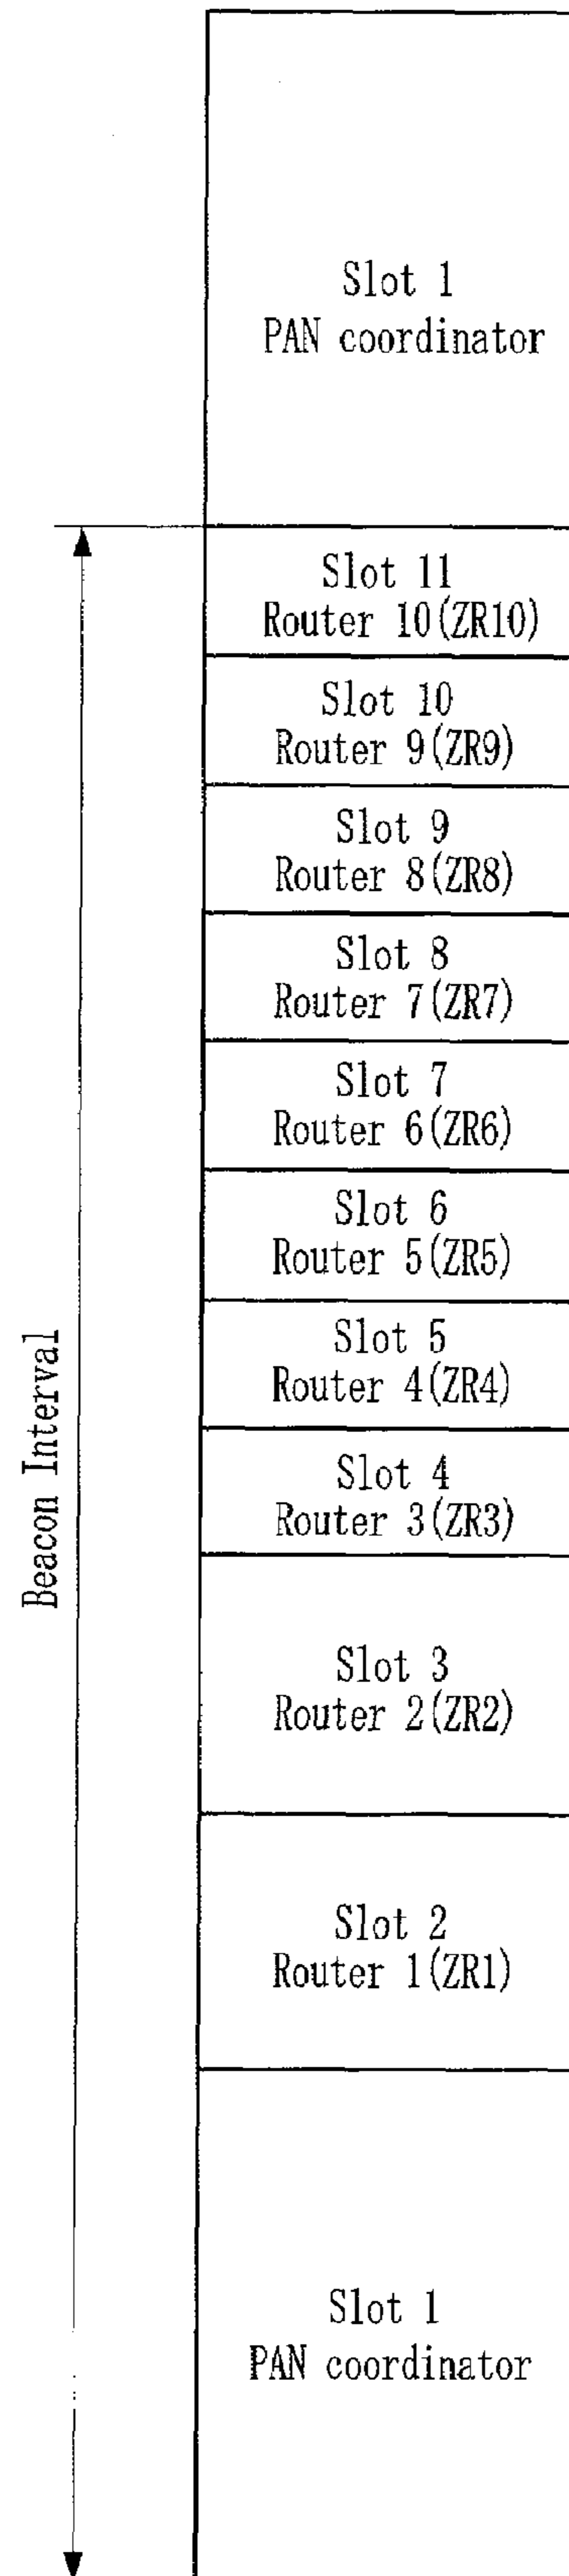 Slot 1
PAN coordinator
Slot 11
Router 10(ZR10)
Slot 10
Router 9(ZR9)
Slot 9
Router 8(ZR8)
Slot 8
Router 7(ZR7)
Slot 7
Router 6(ZR6)
Slot 6
Router 5(ZR5)
Slot 5
Router 4(ZR4)
Slot 4
Router 3(ZR3)
Beacon Interval
Slot 3
Router 2(ZR2)
Slot 2
Router 1(ZR1)
Slot 1
PAN coordinator